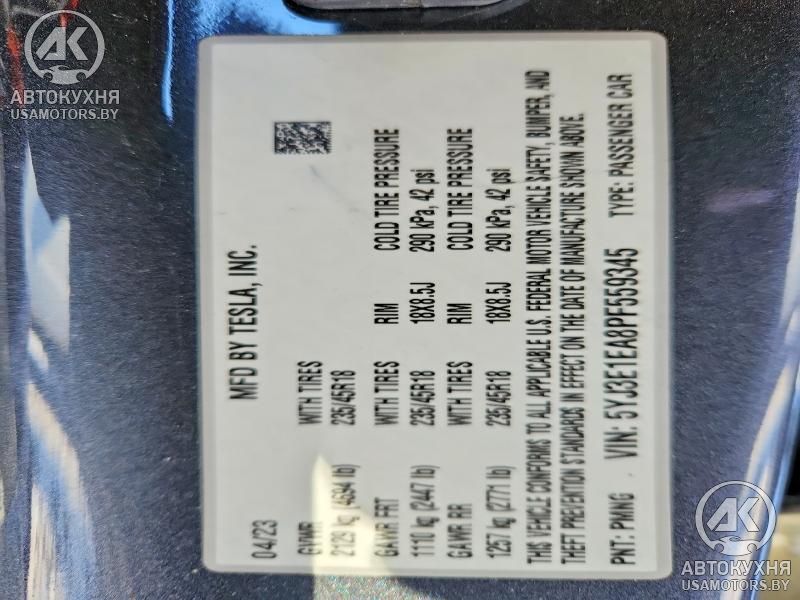 AK
АВТОКУХНЯ
USAMOTORS.BY
MFD BY TESLA, INC.
04/23
GVWR WITH TIRES
2129 kg (4694 lb) 235/45R18
GAWR FRT WITH TIRES RIM COLD TIRE PRESSURE
1110 kg (2447 lb) 235/45R18 18X8.5J 290 kPa, 42 psi
GAWR RR WITH TIRES RIM COLD TIRE PRESSURE
1257 kg (2771 lb) 235/45R18 18X8.5J 290 kPa, 42 psi
THIS VEHICLE CONFORMS TO ALL APPLICABLE U.S. FEDERAL MOTOR VEHICLE SAFETY, BUMPER, AND
THEFT PREVENTION STANDARDS IN EFFECT ON THE DATE OF MANUFACTURE SHOWN ABOVE.
PNT: PMNG VIN: 5YJ3E1EA8PF559345 TYPE: PASSENGER CAR
AK
АВТОКУХНЯ
USAMOTORS.BY